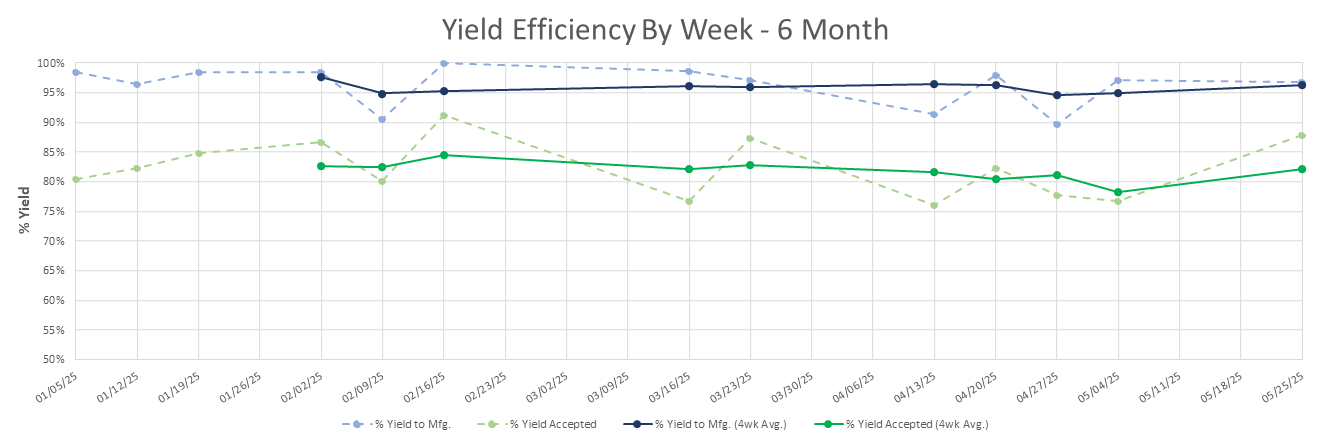 Yield Efficiency By Week - 6 Month
% Yield
100%
95%
90%
85%
80%
75%
70%
65%
60%
55%
50%
01/05/25 01/12/25 01/19/25 01/26/25 02/02/25 02/09/25 02/16/25 02/23/25 03/02/25 03/09/25 03/16/25 03/23/25 03/30/25 04/06/25 04/13/25 04/20/25 04/27/25 05/04/25 05/11/25 05/18/25 05/25/25
% Yield to Mfg. % Yield Accepted % Yield to Mfg. (4wk Avg.) % Yield Accepted (4wk Avg.)